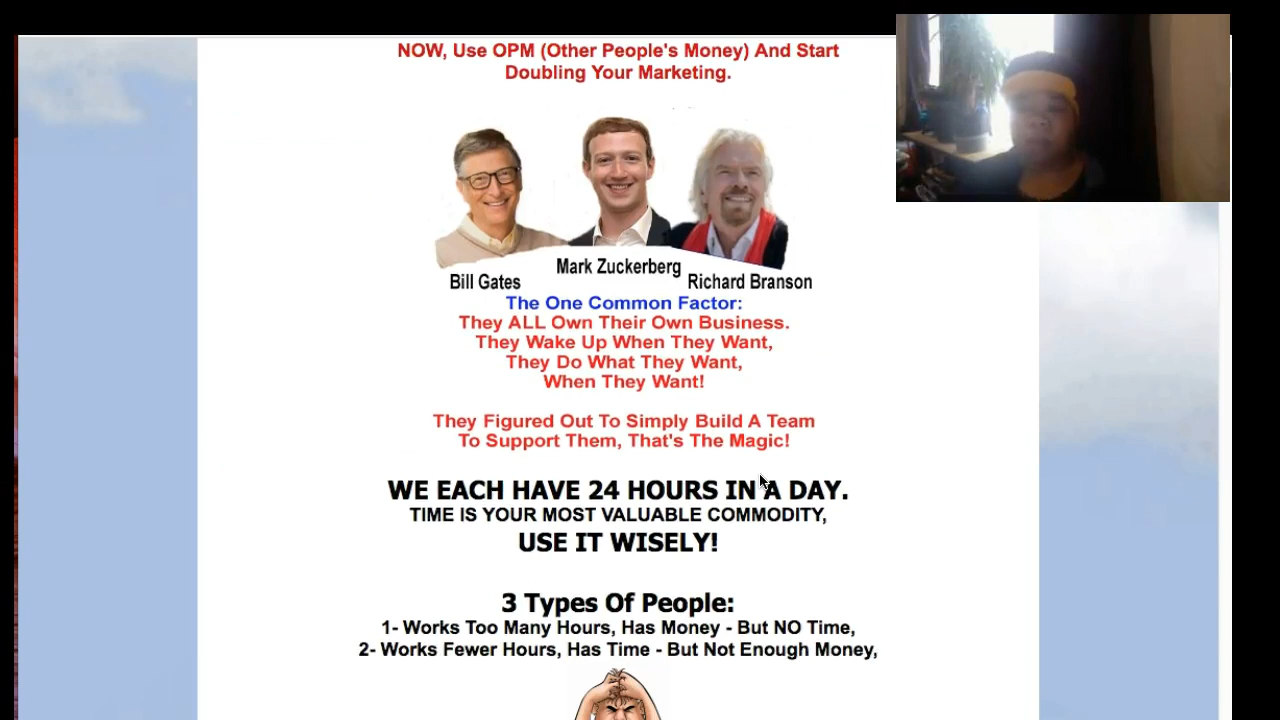 NOW, Use OPM (Other People's Money) And Start
Doubling Your Marketing.
Bill Gates
Mark Zuckerberg
Richard Branson
The One Common Factor:
They ALL Own Their Own Business.
They Wake Up When They Want,
They Do What They Want,
When They Want!
They Figured Out To Simply Build A Team
To Support Them, That's The Magic!
WE EACH HAVE 24 HOURS IN A DAY.
TIME IS YOUR MOST VALUABLE COMMODITY,
USE IT WISELY!
3 Types Of People:
1- Works Too Many Hours, Has Money - But NO Time,
2- Works Fewer Hours, Has Time - But Not Enough Money,